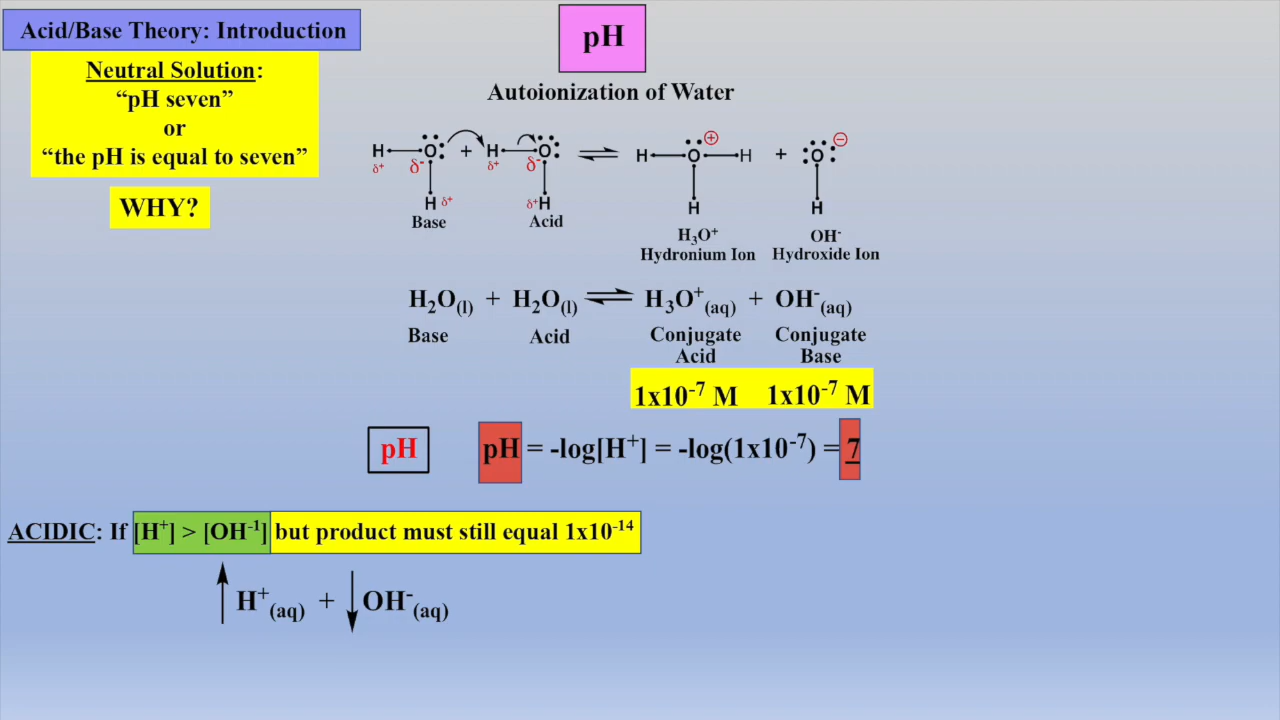 Acid/Base Theory: Introduction
pH
Neutral Solution:
“pH seven”
or
“the pH is equal to seven”
WHY?
Autoionization of Water
H O: + H O: ⇌ H O H + :O:
δ+ δ- δ+ δ- ⊕ ⊖
H δ+ δ+H H H
Base Acid
H₃O⁺ OH⁻
Hydronium Ion Hydroxide Ion
H₂O(l) + H₂O(l) ⇌ H₃O⁺(aq) + OH⁻(aq)
Base Acid Conjugate Acid Conjugate Base
1x10⁻⁷ M 1x10⁻⁷ M
pH pH = -log[H⁺] = -log(1x10⁻⁷) = 7
ACIDIC: If [H⁺] > [OH⁻¹] but product must still equal 1x10⁻¹⁴
↑ H⁺(aq) + ↓ OH⁻(aq)